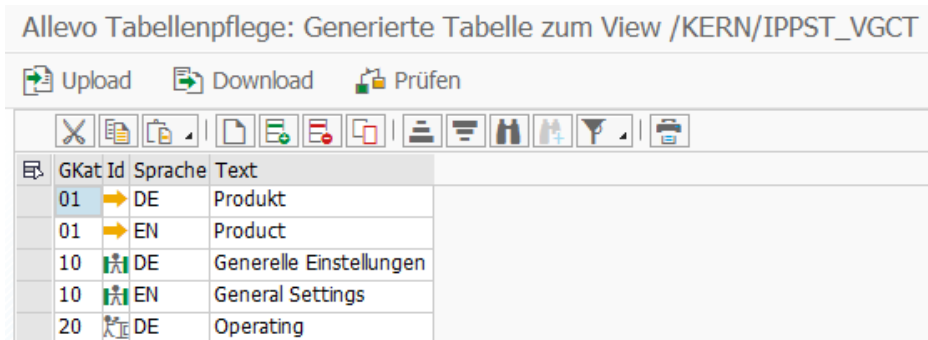 Allevo Tabellenpflege: Generierte Tabelle zum View /KERN/IPPST_VGCT
Upload Download Prüfen
GKat Id Sprache Text
01 DE Produkt
01 EN Product
10 DE Generelle Einstellungen
10 EN General Settings
20 DE Operating